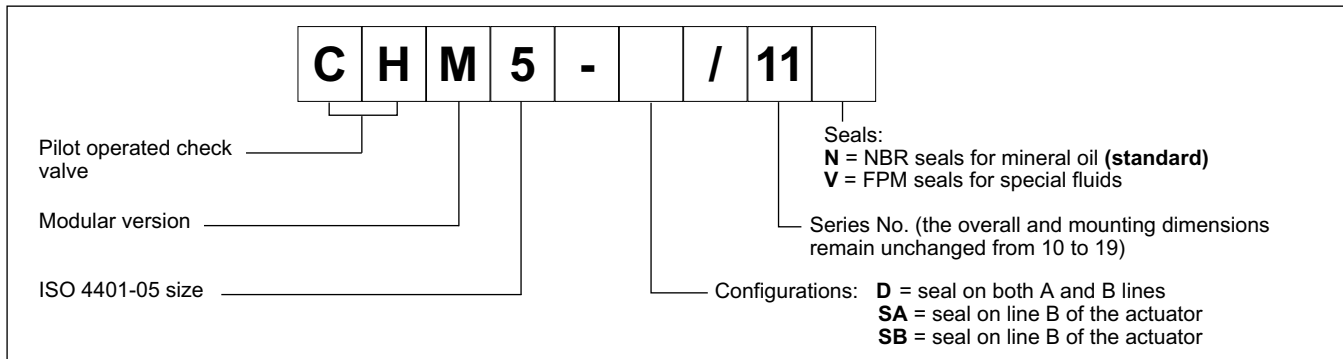 C H M 5 - / 11
Pilot operated check
valve
Modular version
ISO 4401-05 size
Seals:
N = NBR seals for mineral oil (standard)
V = FPM seals for special fluids
Series No. (the overall and mounting dimensions
remain unchanged from 10 to 19)
Configurations: D = seal on both A and B lines
SA = seal on line B of the actuator
SB = seal on line B of the actuator